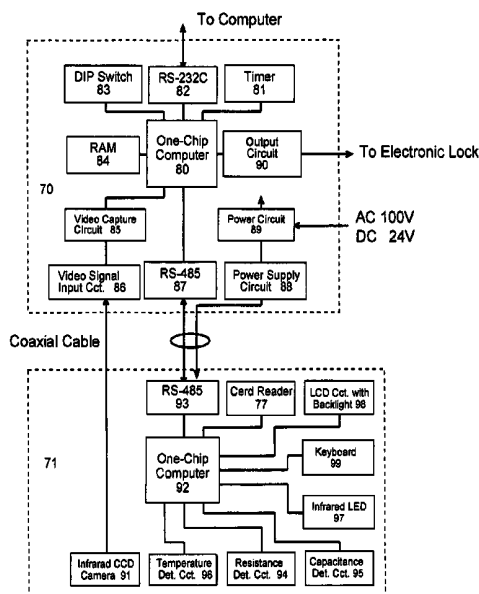 To Computer
DIP Switch
83
RS-232C
82
Timer
81
RAM
84
One-Chip
Computer
80
Output
Circuit
90
To Electronic Lock
70
Video Capture
Circuit 85
Power Circuit
89
AC 100V
DC 24V
Video Signal
Input Cct. 86
RS-485
87
Power Supply
Circuit 88
Coaxial Cable
RS-485
93
Cerd Reader
77
LCD Cct. with
Backlight 98
71
One-Chip
Computer
92
Keyboard
99
Infrared LED
97
Infrarad CCD
Camera 91
Temperature
Det. Cct. 96
Resistance
Det. Cct. 94
Capacitance
Det. Cct. 95